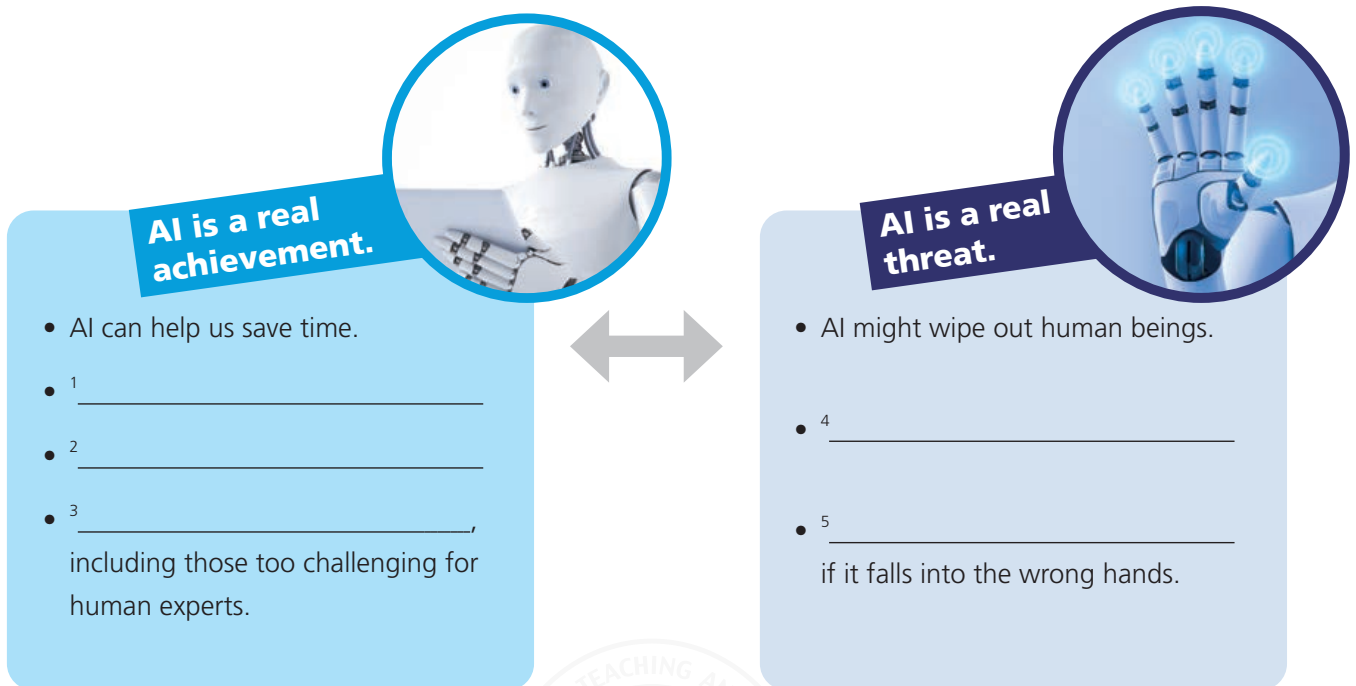 AI is a real
achievement.
• AI can help us save time.
• 1
• 2
• 3 ,
including those too challenging for
human experts.
AI is a real
threat.
• AI might wipe out human beings.
• 4
• 5
if it falls into the wrong hands.
TEACHING